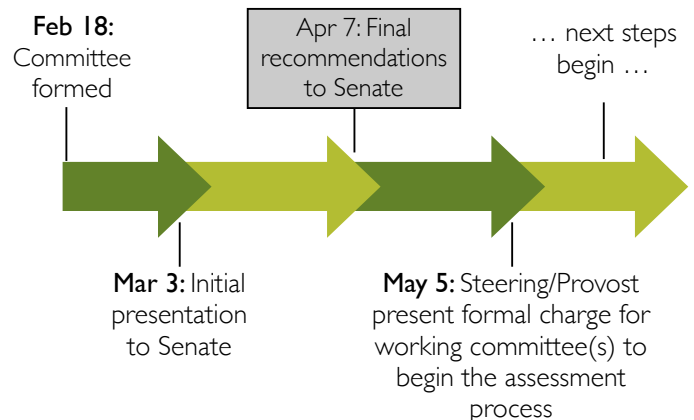 Feb 18:
Committee
formed
Apr 7: Final
recommendations
to Senate
… next steps
begin …
Mar 3: Initial
presentation
to Senate
May 5: Steering/Provost
present formal charge for
working committee(s) to
begin the assessment
process